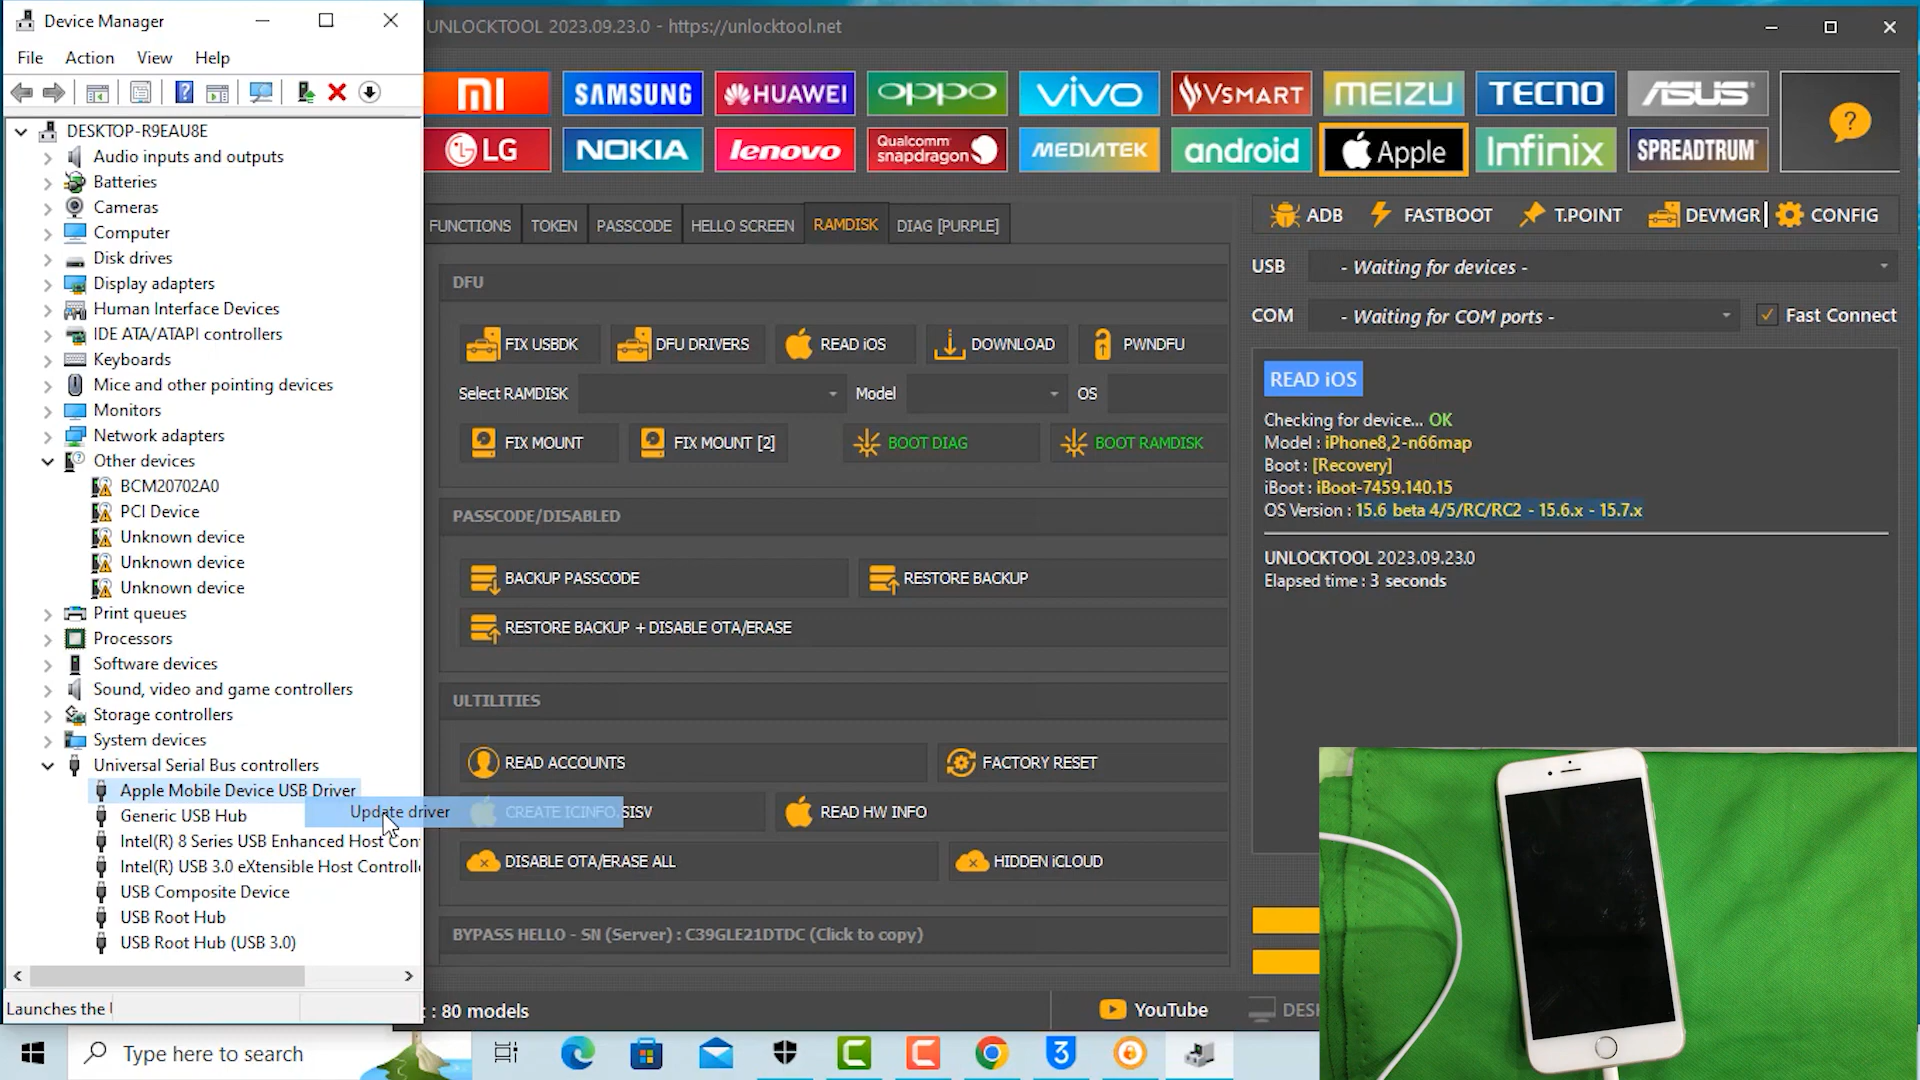 Device Manager
File Action View Help
DESKTOP-R9EAU8E
Audio inputs and outputs
Batteries
Cameras
Computer
Disk drives
Display adapters
Human Interface Devices
IDE ATA/ATAPI controllers
Keyboards
Mice and other pointing devices
Monitors
Network adapters
Other devices
BCM20702A0
PCI Device
Unknown device
Unknown device
Unknown device
Print queues
Processors
Software devices
Sound, video and game controllers
Storage controllers
System devices
Universal Serial Bus controllers
Apple Mobile Device USB Driver
Update driver
Generic USB Hub
Intel(R) 8 Series USB Enhanced Host Con
Intel(R) USB 3.0 eXtensible Host Controll
USB Composite Device
USB Root Hub
USB Root Hub (USB 3.0)
Launches the
UNLOCKTOOL 2023.09.23.0 - https://unlocktool.net
MI SAMSUNG HUAWEI oppo vivo VSMART MEIZU TECNO ASUS ?
LG NOKIA lenovo Qualcomm snapdragon MEDIATEK android Apple Infinix SPREADTRUM
FUNCTIONS TOKEN PASSCODE HELLO SCREEN RAMDISK DIAG [PURPLE]
DFU
FIX USBDK DFU DRIVERS READ iOS DOWNLOAD PWNDFU
Select RAMDISK Model OS
FIX MOUNT FIX MOUNT [2] BOOT DIAG BOOT RAMDISK
PASSCODE/DISABLED
BACKUP PASSCODE RESTORE BACKUP
RESTORE BACKUP + DISABLE OTA/ERASE
ULTILITIES
READ ACCOUNTS FACTORY RESET
CREATE ICINFO.SISV READ HW INFO
DISABLE OTA/ERASE ALL HIDDEN iCLOUD
BYPASS HELLO - SN (Server) : C39GLE21DTDC (Click to copy)
: 80 models YouTube DES
ADB FASTBOOT T.POINT DEVMGR CONFIG
USB - Waiting for devices -
COM - Waiting for COM ports - Fast Connect
READ iOS
Checking for device... OK
Model : iPhone8,2-n66map
Boot : [Recovery]
iBoot : iBoot-7459.140.15
OS Version : 15.6 beta 4/5/RC/RC2 - 15.6.x - 15.7.x
UNLOCKTOOL 2023.09.23.0
Elapsed time : 3 seconds
Type here to search
3